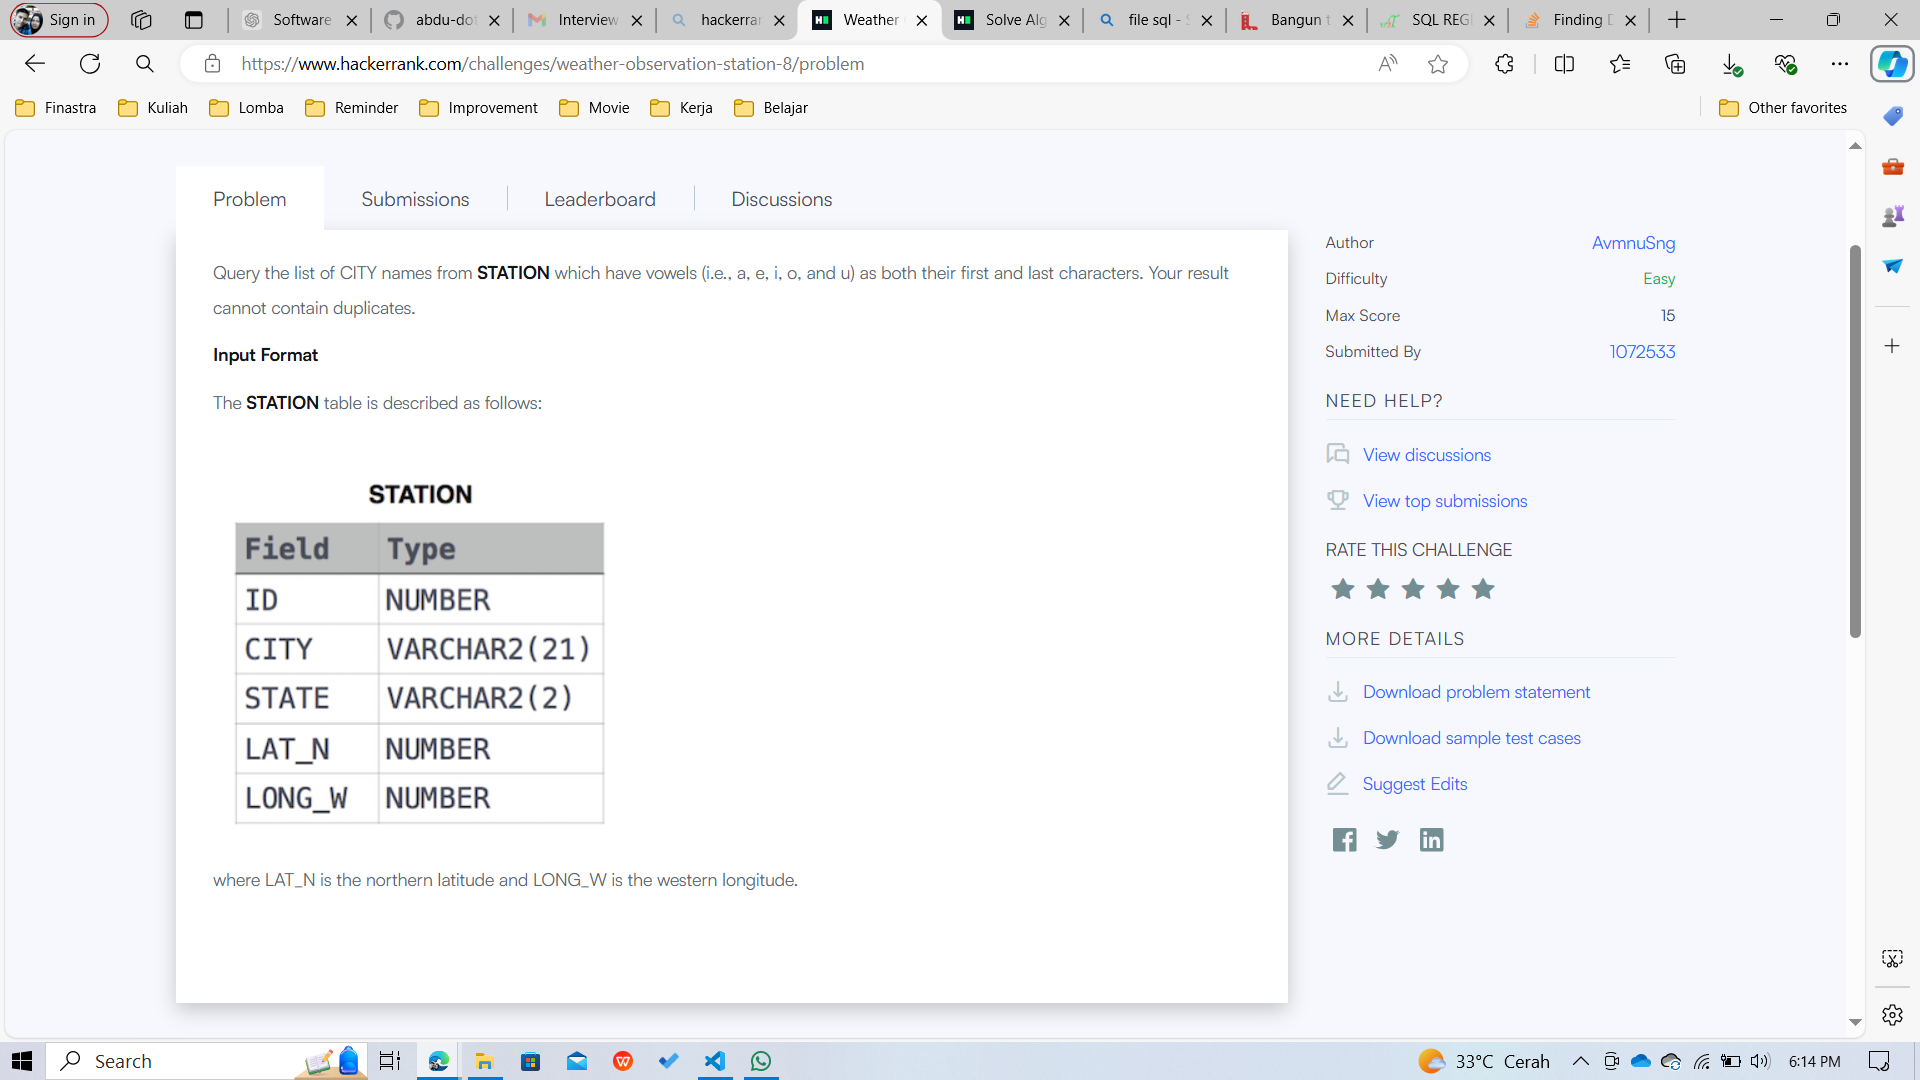 Sign in
Software
abdu-dot
Interview
hackerran
Weather
Solve Alg
file sql - S
Bangun t
SQL REGI
Finding D
https://www.hackerrank.com/challenges/weather-observation-station-8/problem
Finastra
Kuliah
Lomba
Reminder
Improvement
Movie
Kerja
Belajar
Other favorites
Problem
Submissions
Leaderboard
Discussions
Query the list of CITY names from STATION which have vowels (i.e., a, e, i, o, and u) as both their first and last characters. Your result
cannot contain duplicates.
Input Format
The STATION table is described as follows:
STATION
Field Type
ID NUMBER
CITY VARCHAR2(21)
STATE VARCHAR2(2)
LAT_N NUMBER
LONG_W NUMBER
where LAT_N is the northern latitude and LONG_W is the western longitude.
Author AvmnuSng
Difficulty Easy
Max Score 15
Submitted By 1072533
NEED HELP?
View discussions
View top submissions
RATE THIS CHALLENGE
MORE DETAILS
Download problem statement
Download sample test cases
Suggest Edits
Search
33°C Cerah
6:14 PM